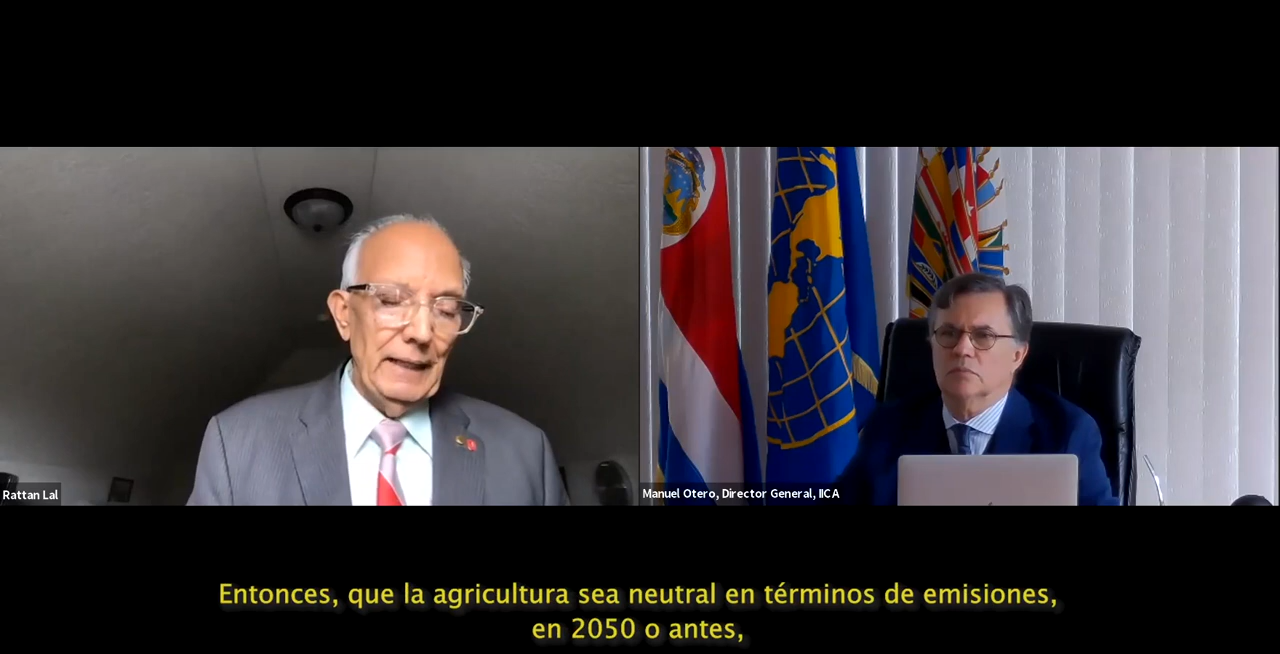 Rattan Lal
Manuel Otero, Director General, IICA
Entonces, que la agricultura sea neutral en términos de emisiones,
en 2050 o antes,